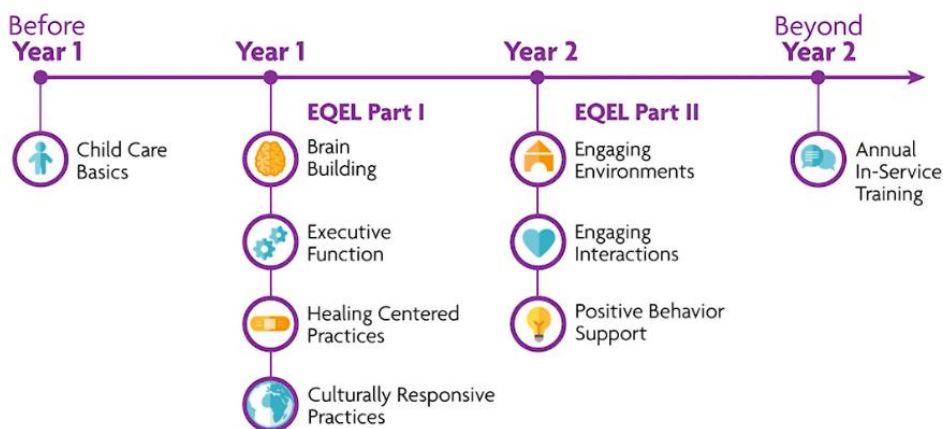 Before
Year 1
Year 1
Year 2
Beyond
Year 2
Child Care
Basics
EQEL Part I
Brain
Building
Executive
Function
Healing Centered
Practices
Culturally Responsive
Practices
EQEL Part II
Engaging
Environments
Engaging
Interactions
Positive Behavior
Support
Annual
In-Service
Training